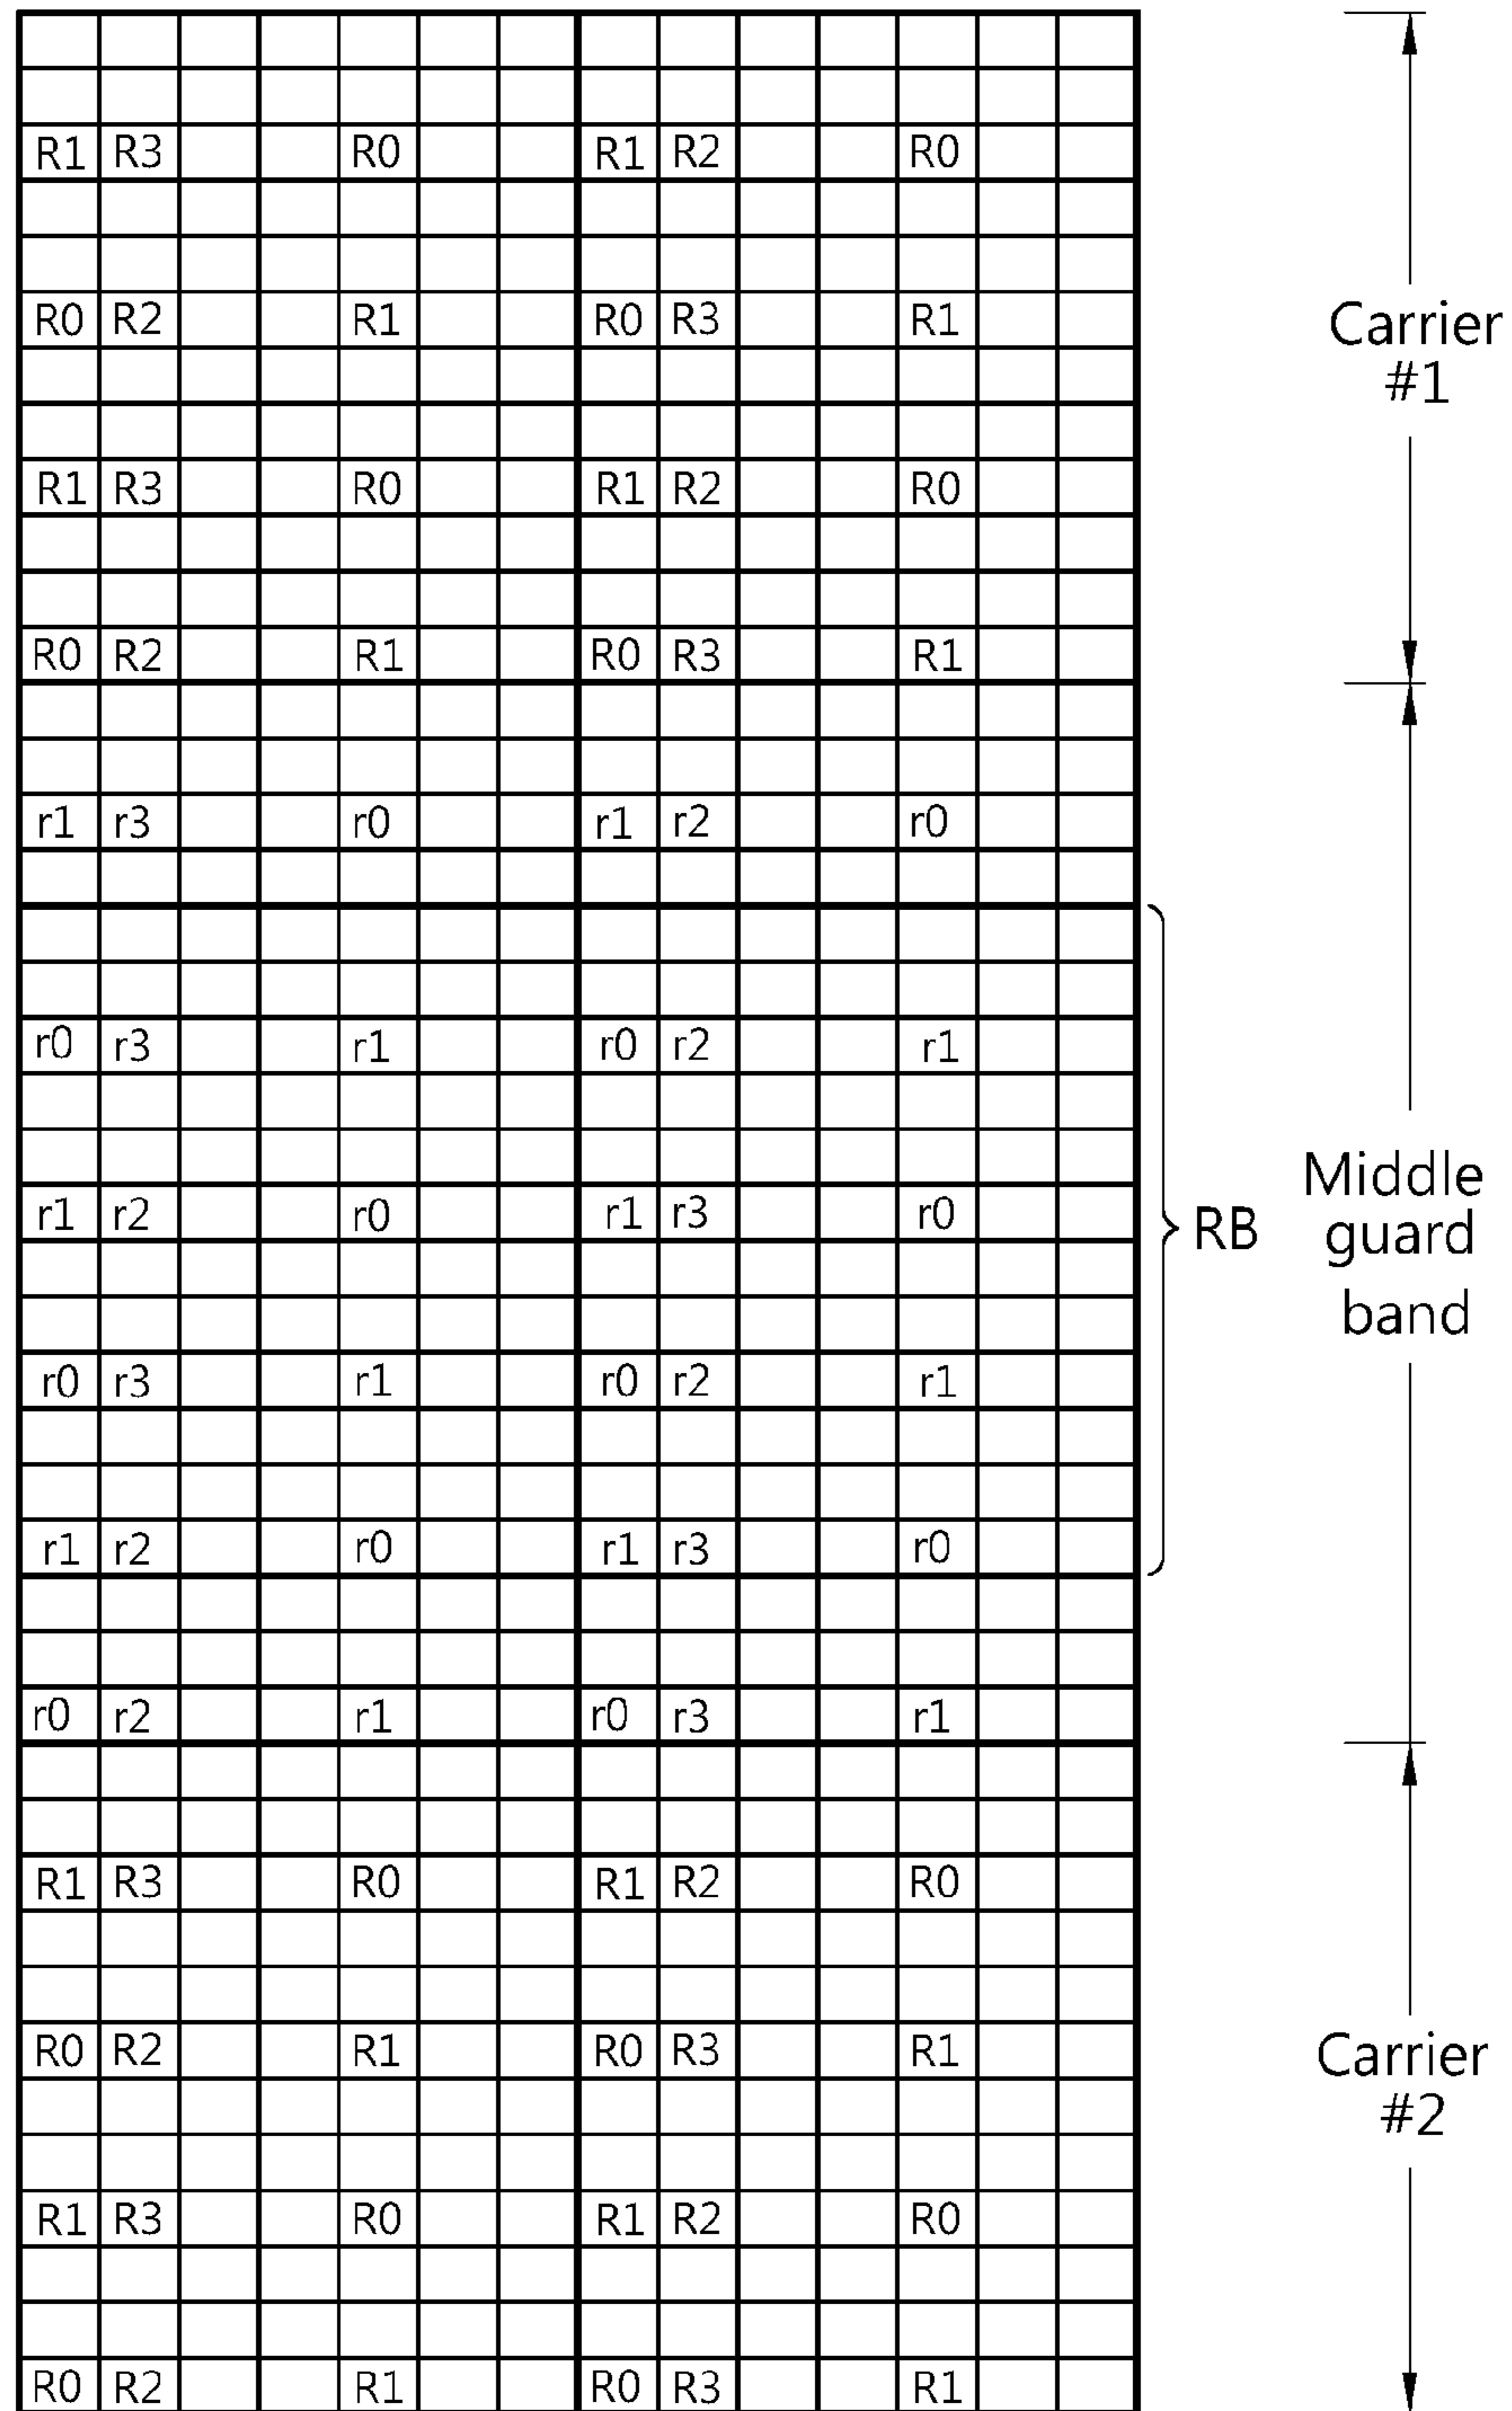 R1 R3 R0 R1 R2 R0
R0 R2 R1 R0 R3 R1
Carrier
#1
R1 R3 R0 R1 R2 R0
R0 R2 R1 R0 R3 R1
r1 r3 r0 r1 r2 r0
r0 r3 r1 r0 r2 r1
r1 r2 r0 r1 r3 r0
RB
Middle
guard
band
r0 r3 r1 r0 r2 r1
r1 r2 r0 r1 r3 r0
r0 r2 r1 r0 r3 r1
R1 R3 R0 R1 R2 R0
R0 R2 R1 R0 R3 R1
Carrier
#2
R1 R3 R0 R1 R2 R0
R0 R2 R1 R0 R3 R1